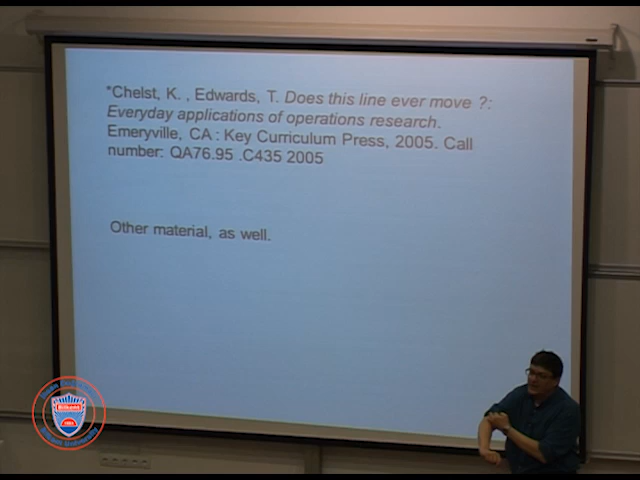 *Chelst, K. , Edwards, T. Does this line ever move ?:
Everyday applications of operations research.
Emeryville, CA : Key Curriculum Press, 2005. Call
number: QA76.95 .C435 2005
Other material, as well.
Bilkent